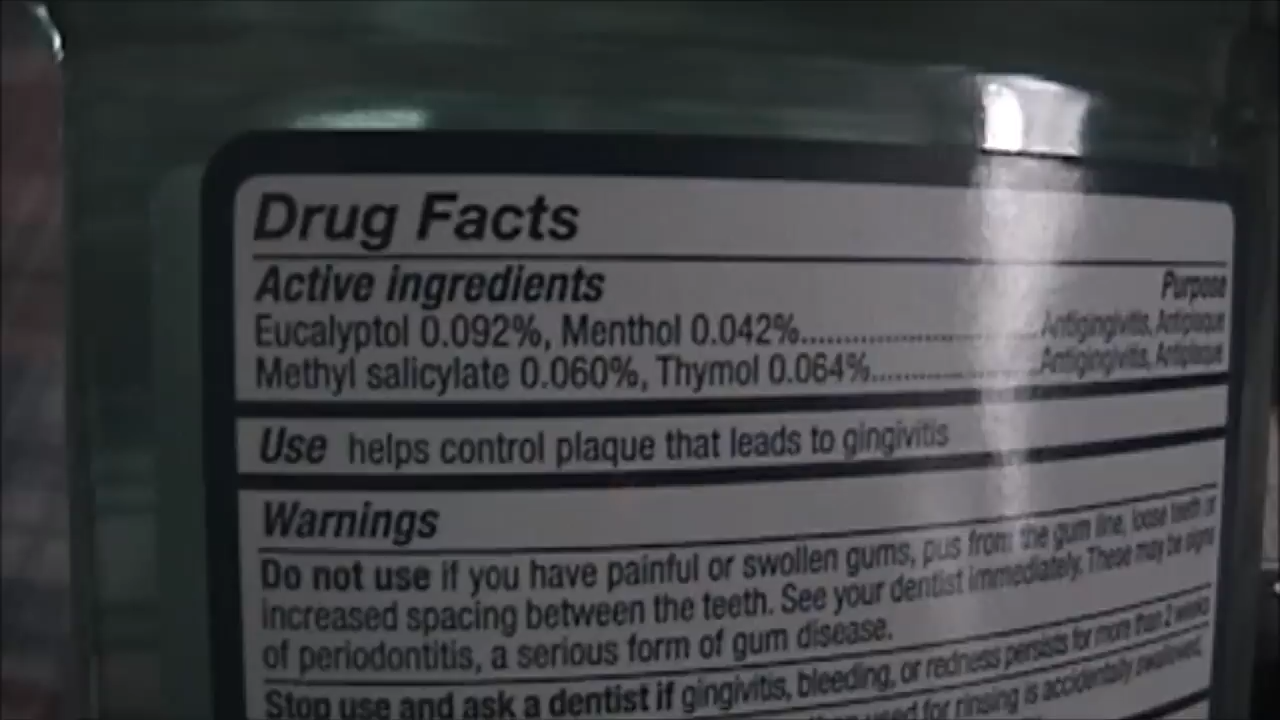 Drug Facts
Active ingredients Purpose
Eucalyptol 0.092%, Menthol 0.042%.................................Antigingivitis, Antiplaque
Methyl salicylate 0.060%, Thymol 0.064%........................Antigingivitis, Antiplaque
Use helps control plaque that leads to gingivitis
Warnings
Do not use if you have painful or swollen gums, pus from the gum line, loose teeth or
increased spacing between the teeth. See your dentist immediately. These may be signs
of periodontitis, a serious form of gum disease.
Stop use and ask a dentist if gingivitis, bleeding, or redness persists for more than 2 weeks
used for rinsing is accidentally swallowed,